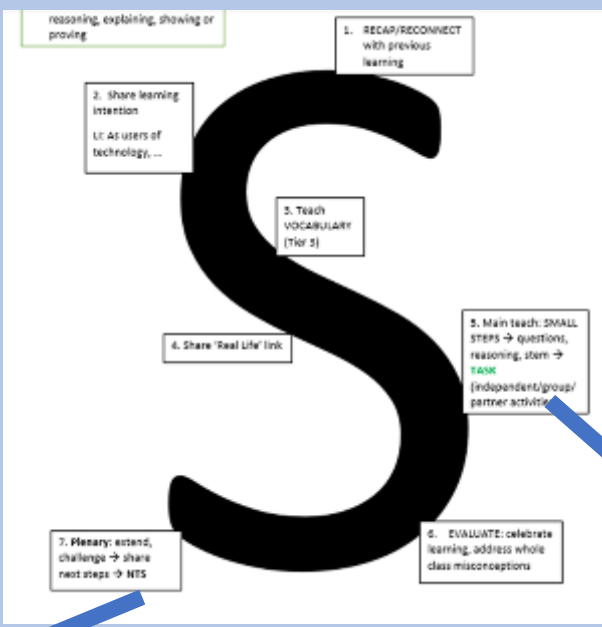 reasoning, explaining, showing or
proving
1. RECAP/RECONNECT
with previous
learning
2. Share learning
intention
LI: As users of
technology, ...
3. Teach
VOCABULARY
(Tier 3)
4. Share 'Real Life' link
5. Main teach: SMALL
STEPS → questions,
reasoning, stem →
TASK
(independent/group/
partner activities
6. EVALUATE: celebrate
learning, address whole
class misconceptions
7. Plenary: extend,
challenge → share
next steps → NTS